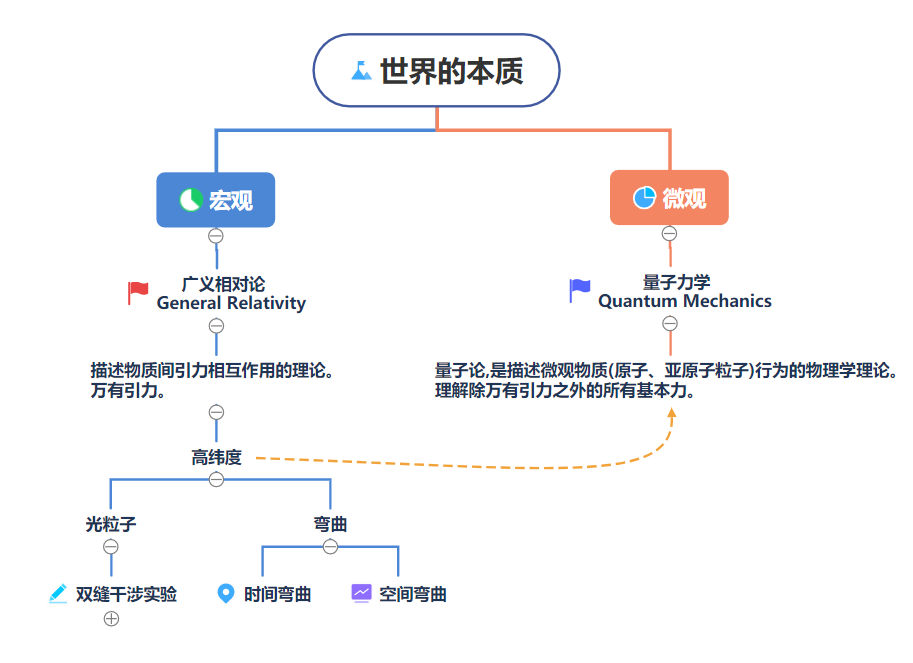 世界的本质
宏观
微观
广义相对论
General Relativity
量子力学
Quantum Mechanics
描述物质间引力相互作用的理论。
万有引力。
量子论,是描述微观物质(原子、亚原子粒子)行为的物理学理论。
理解除万有引力之外的所有基本力。
高纬度
光粒子
弯曲
双缝干涉实验
时间弯曲
空间弯曲